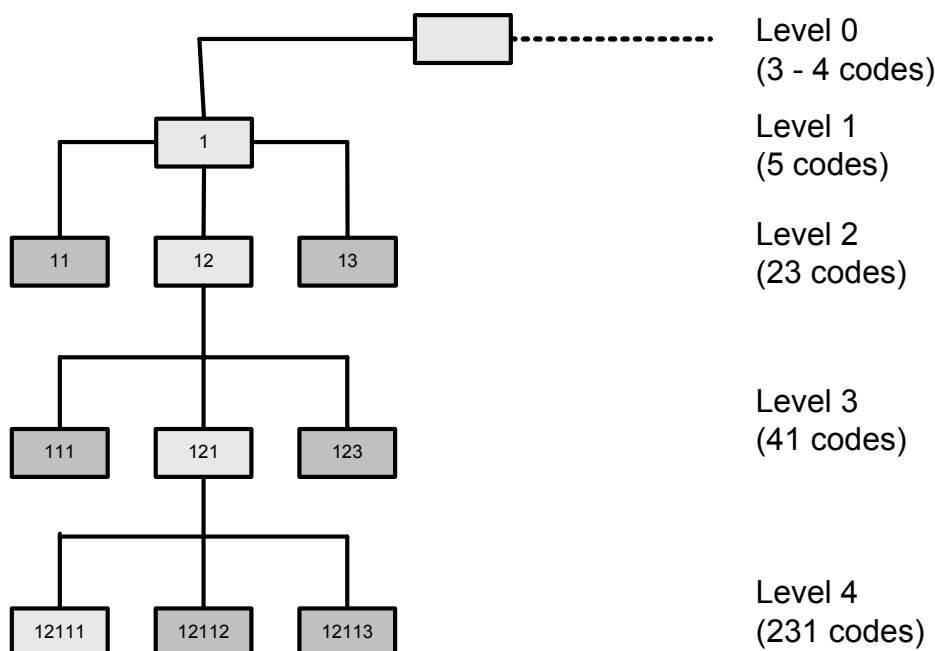 Level 0
(3 - 4 codes)
1
Level 1
(5 codes)
11
12
13
Level 2
(23 codes)
111
121
123
Level 3
(41 codes)
12111
12112
12113
Level 4
(231 codes)